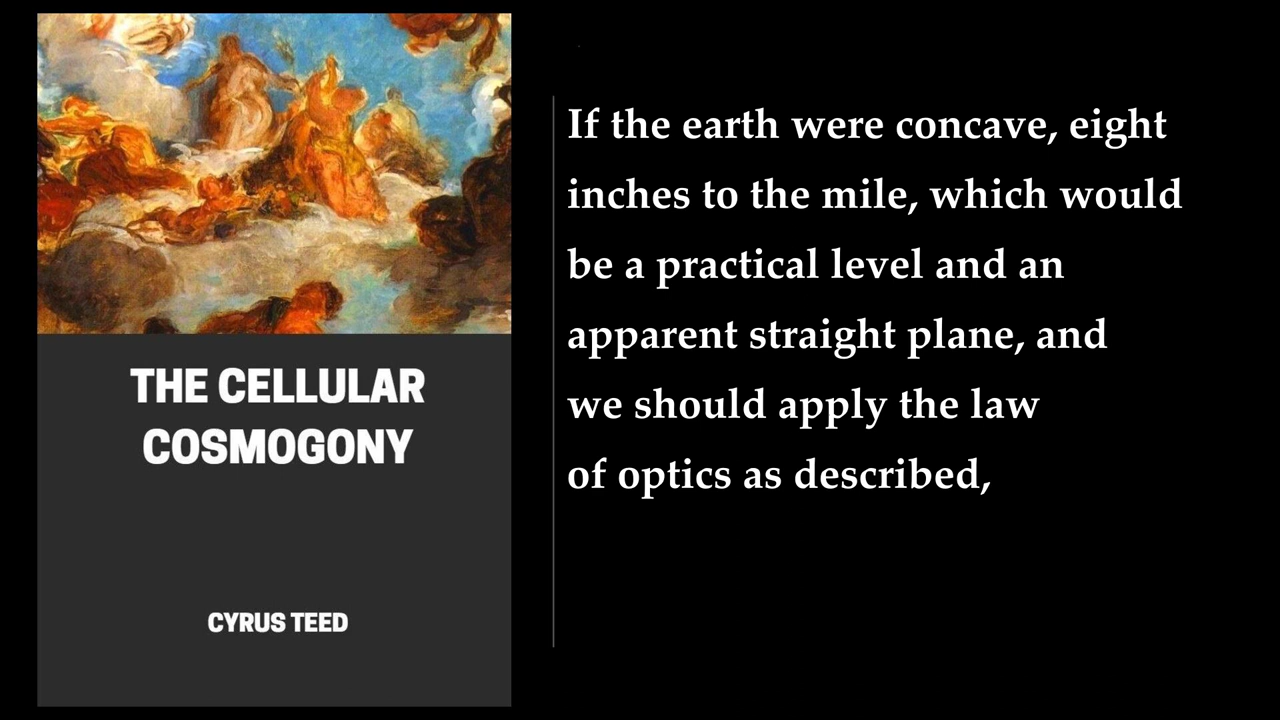 THE CELLULAR
COSMOGONY
CYRUS TEED
If the earth were concave, eight
inches to the mile, which would
be a practical level and an
apparent straight plane, and
we should apply the law
of optics as described,